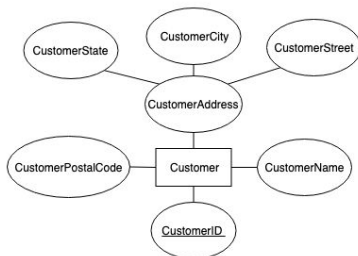 CustomerCity
CustomerState
CustomerStreet
CustomerAddress
CustomerPostalCode
Customer
CustomerName
CustomerID